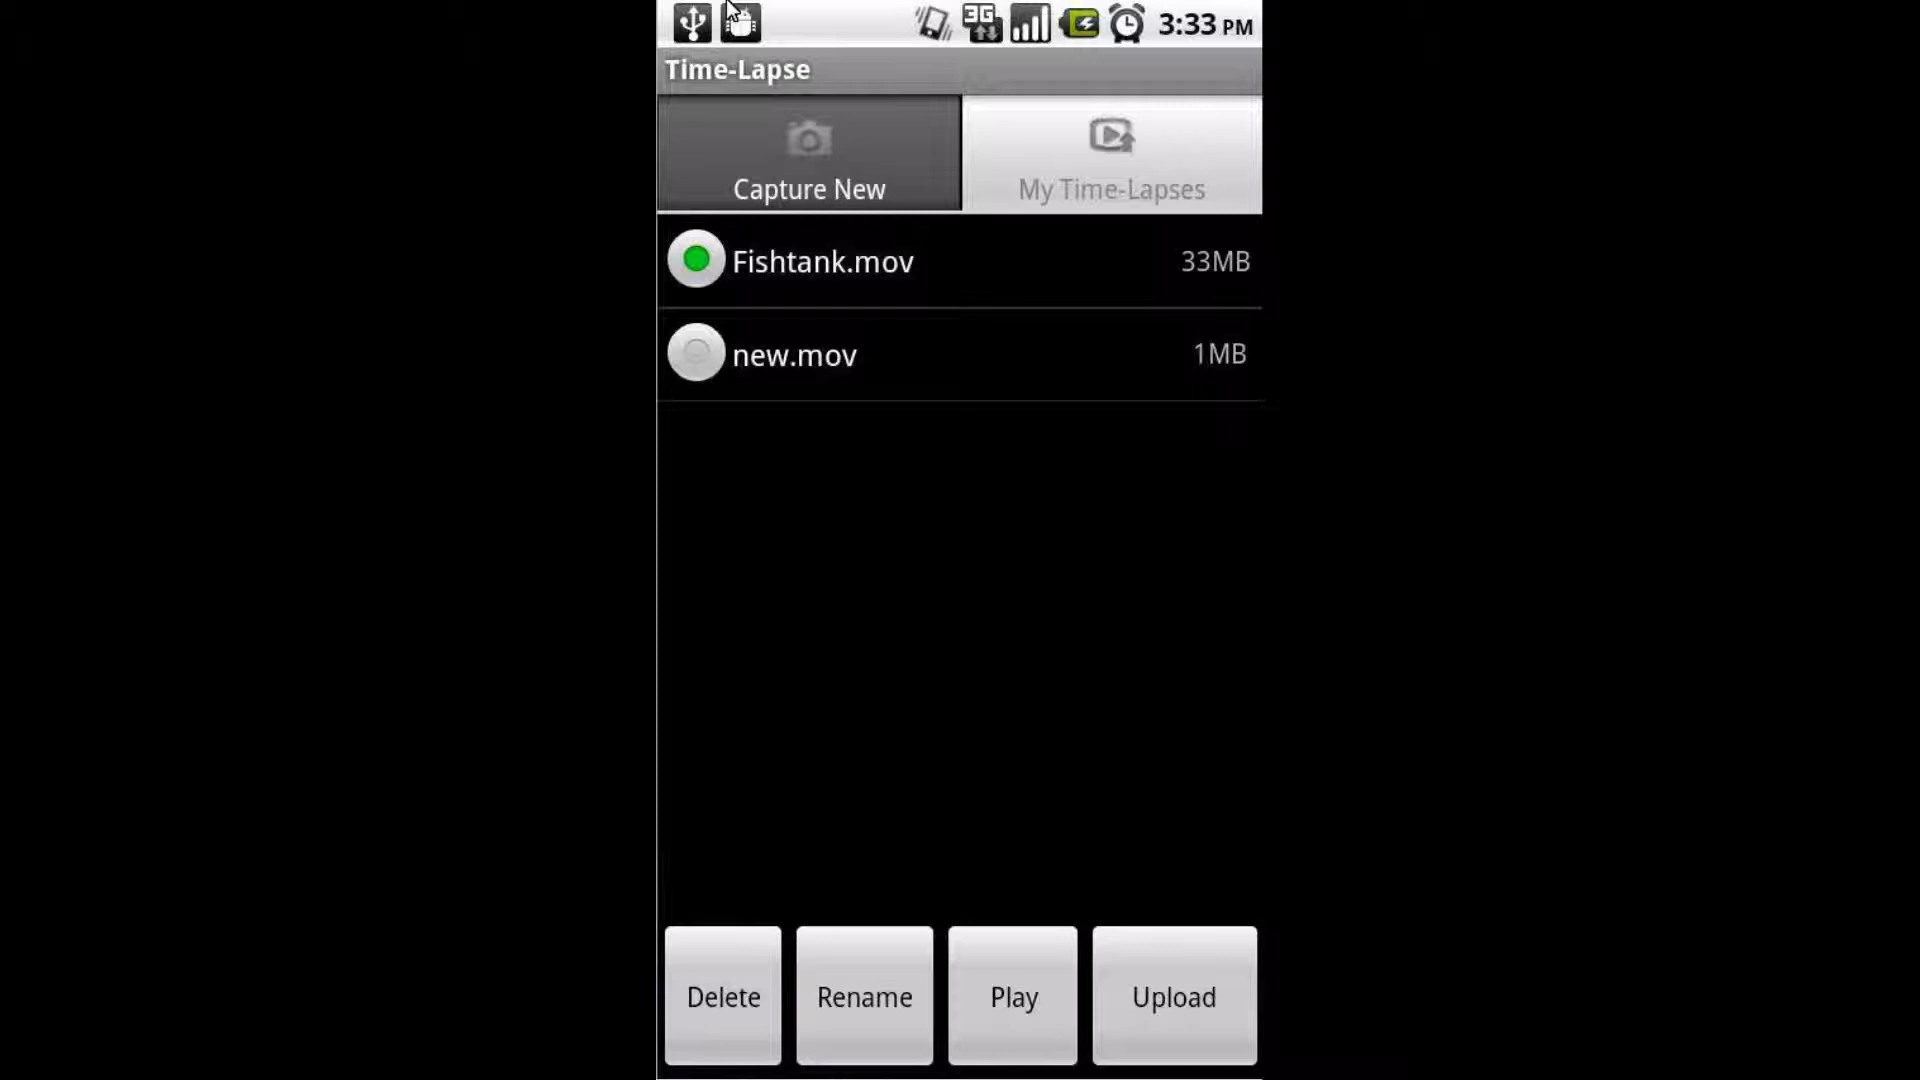 3G 3:33 PM
Time-Lapse
Capture New My Time-Lapses
Fishtank.mov 33MB
new.mov 1MB
Delete Rename Play Upload